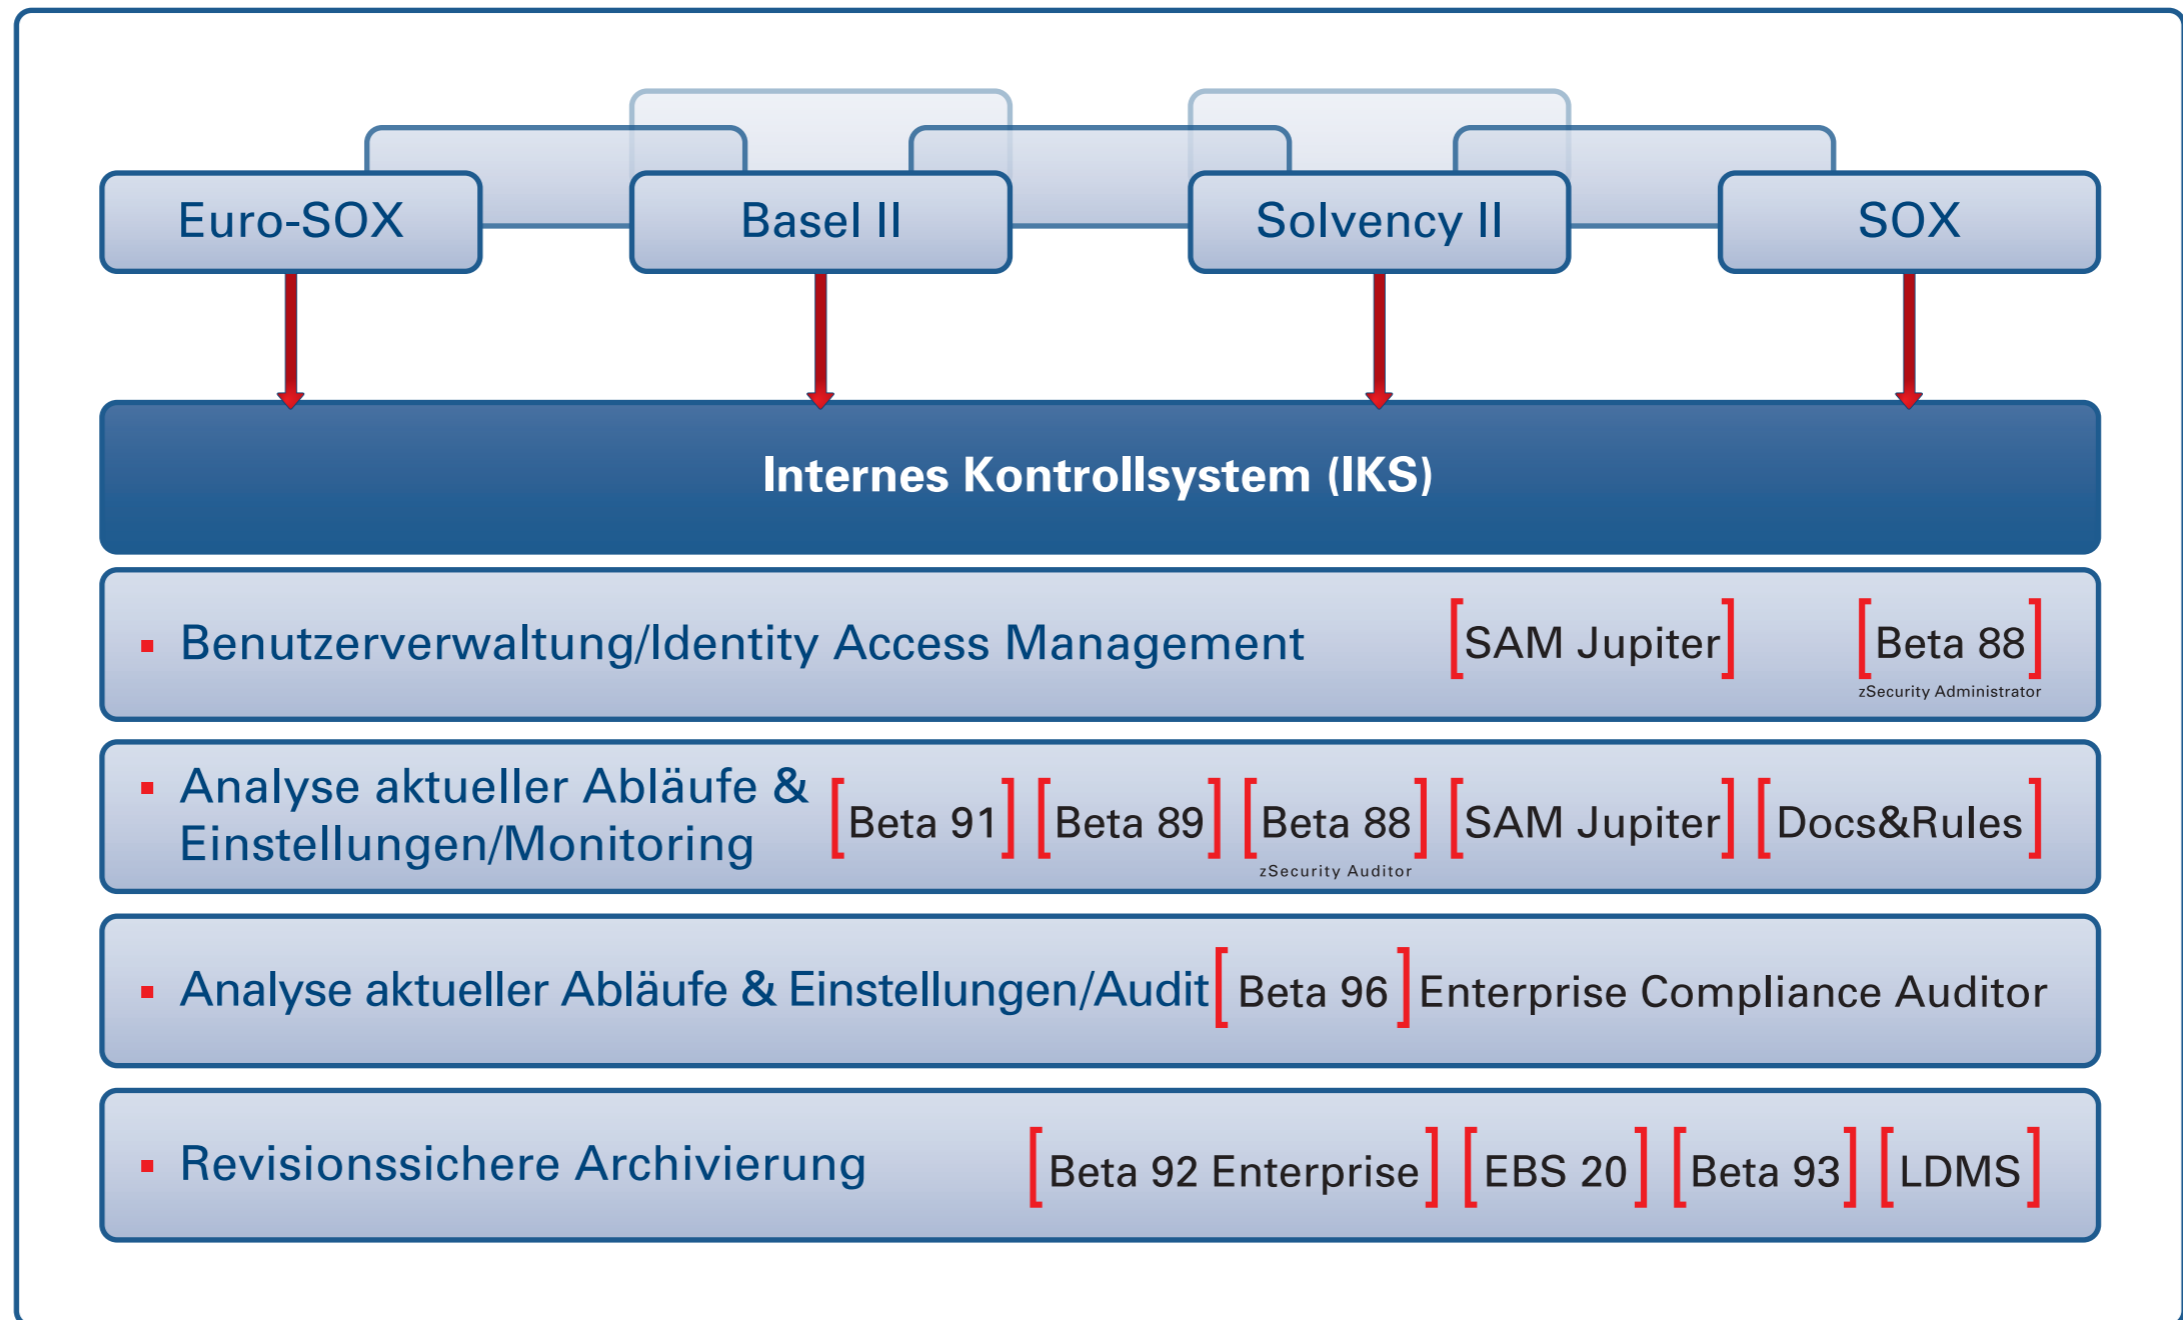 Euro-SOX Basel II Solvency II SOX
Internes Kontrollsystem (IKS)
▪ Benutzerverwaltung/Identity Access Management [SAM Jupiter] [Beta 88]
zSecurity Administrator
▪ Analyse aktueller Abläufe &
Einstellungen/Monitoring [Beta 91] [Beta 89] [Beta 88] [SAM Jupiter] [Docs&Rules]
zSecurity Auditor
▪ Analyse aktueller Abläufe & Einstellungen/Audit [Beta 96] Enterprise Compliance Auditor
▪ Revisionssichere Archivierung [Beta 92 Enterprise] [EBS 20] [Beta 93] [LDMS]